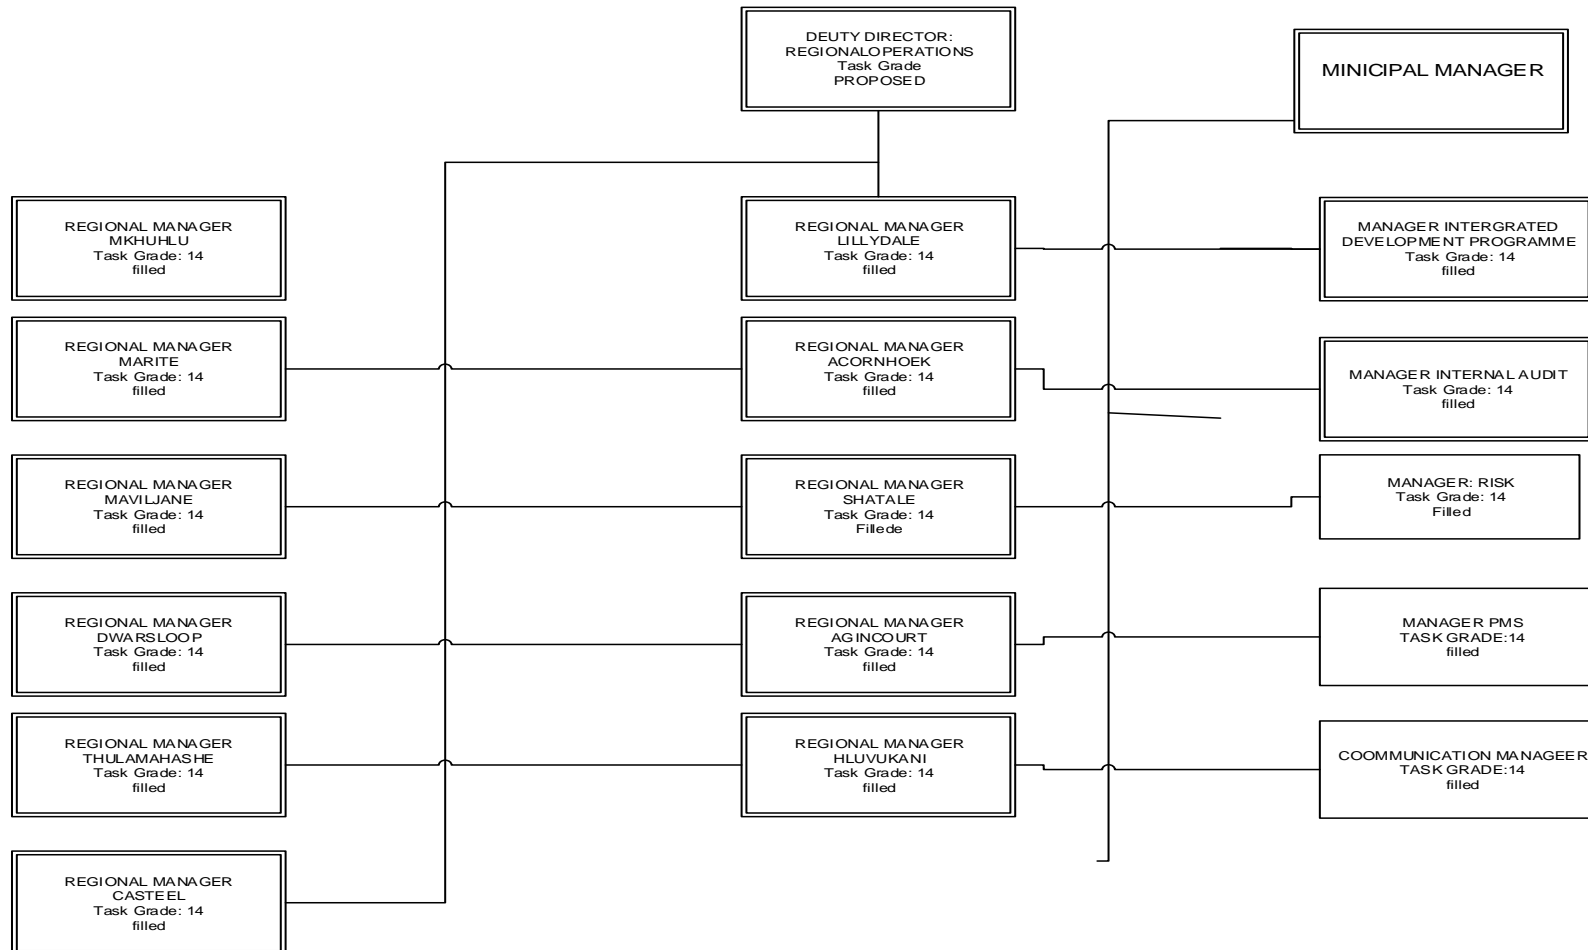 DEUTY DIRECTOR:
REGIONALOPERATIONS
Task Grade
PROPOSED
MINICIPAL MANAGER
REGIONAL MANAGER
MKHUHLU
Task Grade: 14
filled
REGIONAL MANAGER
LILLYDALE
Task Grade: 14
filled
MANAGER INTERGRATED
DEVELOPMENT PROGRAMME
Task Grade: 14
filled
REGIONAL MANAGER
MARITE
Task Grade: 14
filled
REGIONAL MANAGER
ACORNHOEK
Task Grade: 14
filled
MANAGER INTERNAL AUDIT
Task Grade: 14
filled
REGIONAL MANAGER
MAVILJANE
Task Grade: 14
filled
REGIONAL MANAGER
SHATALE
Task Grade: 14
Fillede
MANAGER: RISK
Task Grade: 14
Filled
REGIONAL MANAGER
DWARSLOOP
Task Grade: 14
filled
REGIONAL MANAGER
AGINCOURT
Task Grade: 14
filled
MANAGER PMS
TASK GRADE:14
filled
REGIONAL MANAGER
THULAMAHASHE
Task Grade: 14
filled
REGIONAL MANAGER
HLUVUKANI
Task Grade: 14
filled
COOMMUNICATION MANAGEER
TASK GRADE:14
filled
REGIONAL MANAGER
CASTEEL
Task Grade: 14
filled